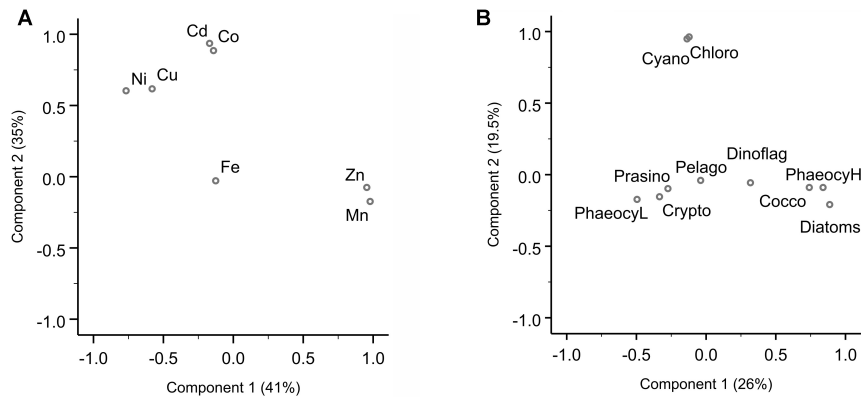 A
1.0
0.5
0.0
-0.5
-1.0
Component 2 (35%)
Cd
Co
Ni
Cu
Fe
Zn
Mn
-1.0 -0.5 0.0 0.5 1.0
Component 1 (41%)
B
1.0
0.5
0.0
-0.5
-1.0
Component 2 (19.5%)
Cyano
Chloro
Dinoflag
Prasino
Pelago
PhaeocyH
PhaeocyL
Crypto
Cocco
Diatoms
-1.0 -0.5 0.0 0.5 1.0
Component 1 (26%)